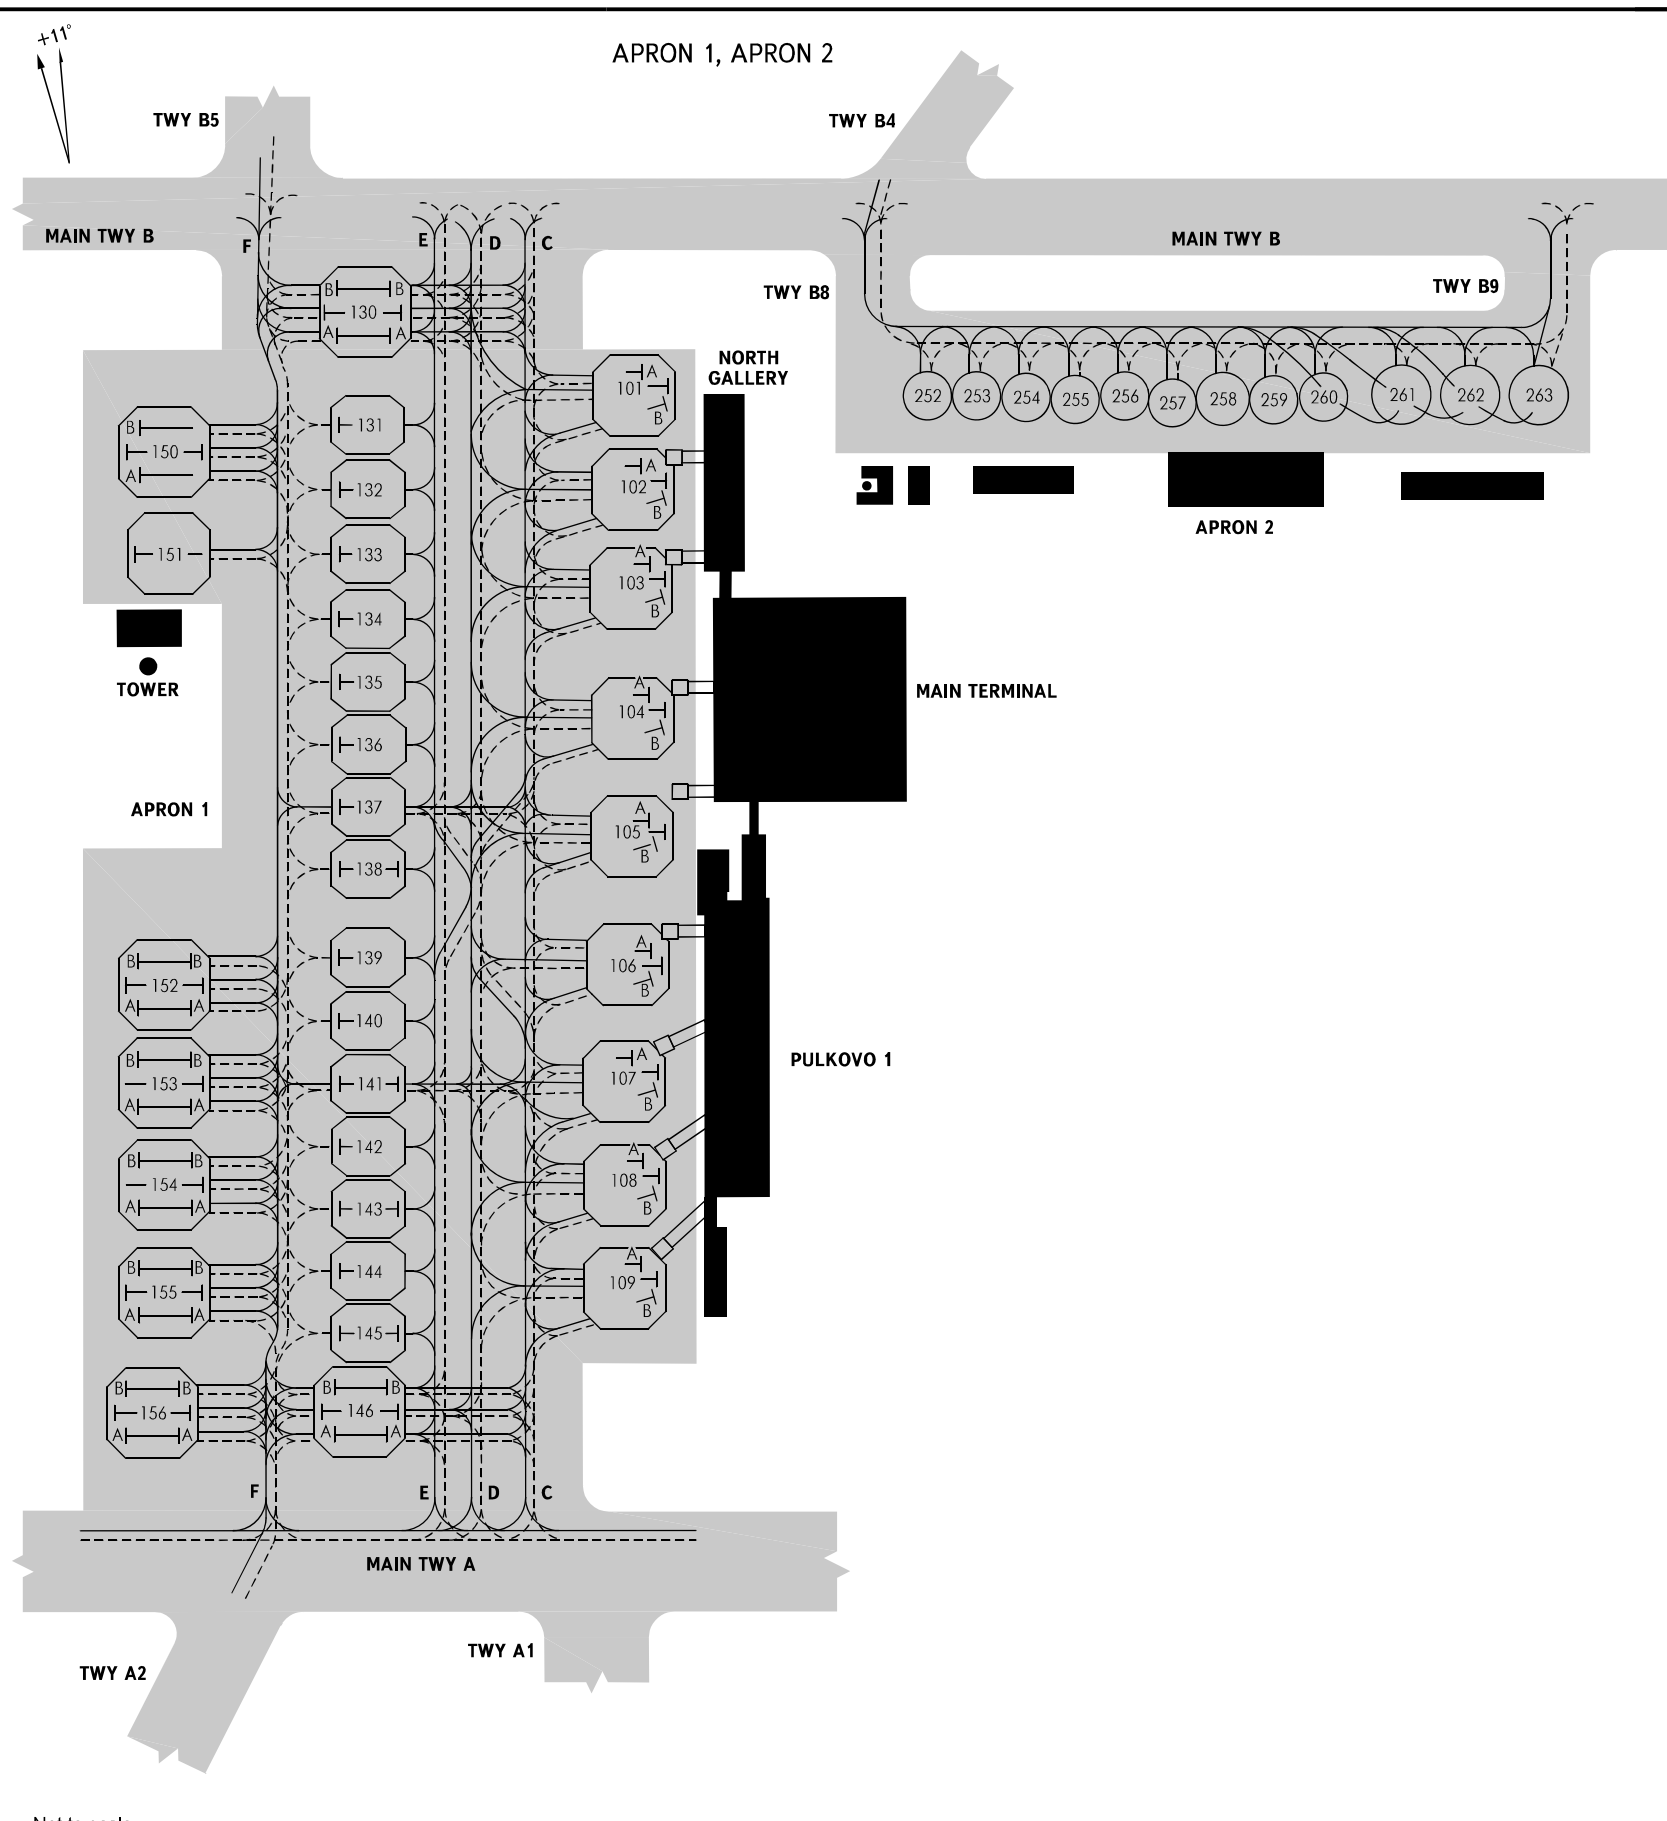 +11°
APRON 1, APRON 2
TWY B5
TWY B4
MAIN TWY B
F
E
D
C
MAIN TWY B
TWY B8
TWY B9
B B
130
A A
NORTH
GALLERY
A
101
B
252 253 254 255 256 257 258 259 260 261 262 263
B
150
A
131
132
A
102
B
APRON 2
151
133
A
103
B
134
TOWER
135
A
104
B
MAIN TERMINAL
136
APRON 1
137
A
105
B
138
B B
152
A A
139
A
106
B
140
B B
153
A A
141
A
107
B
PULKOVO 1
142
B B
154
A A
A
108
B
143
B B
155
A A
144
A
109
B
145
B B
156
A A
B B
146
A A
F
E
D
C
MAIN TWY A
TWY A2
TWY A1
Not to scale